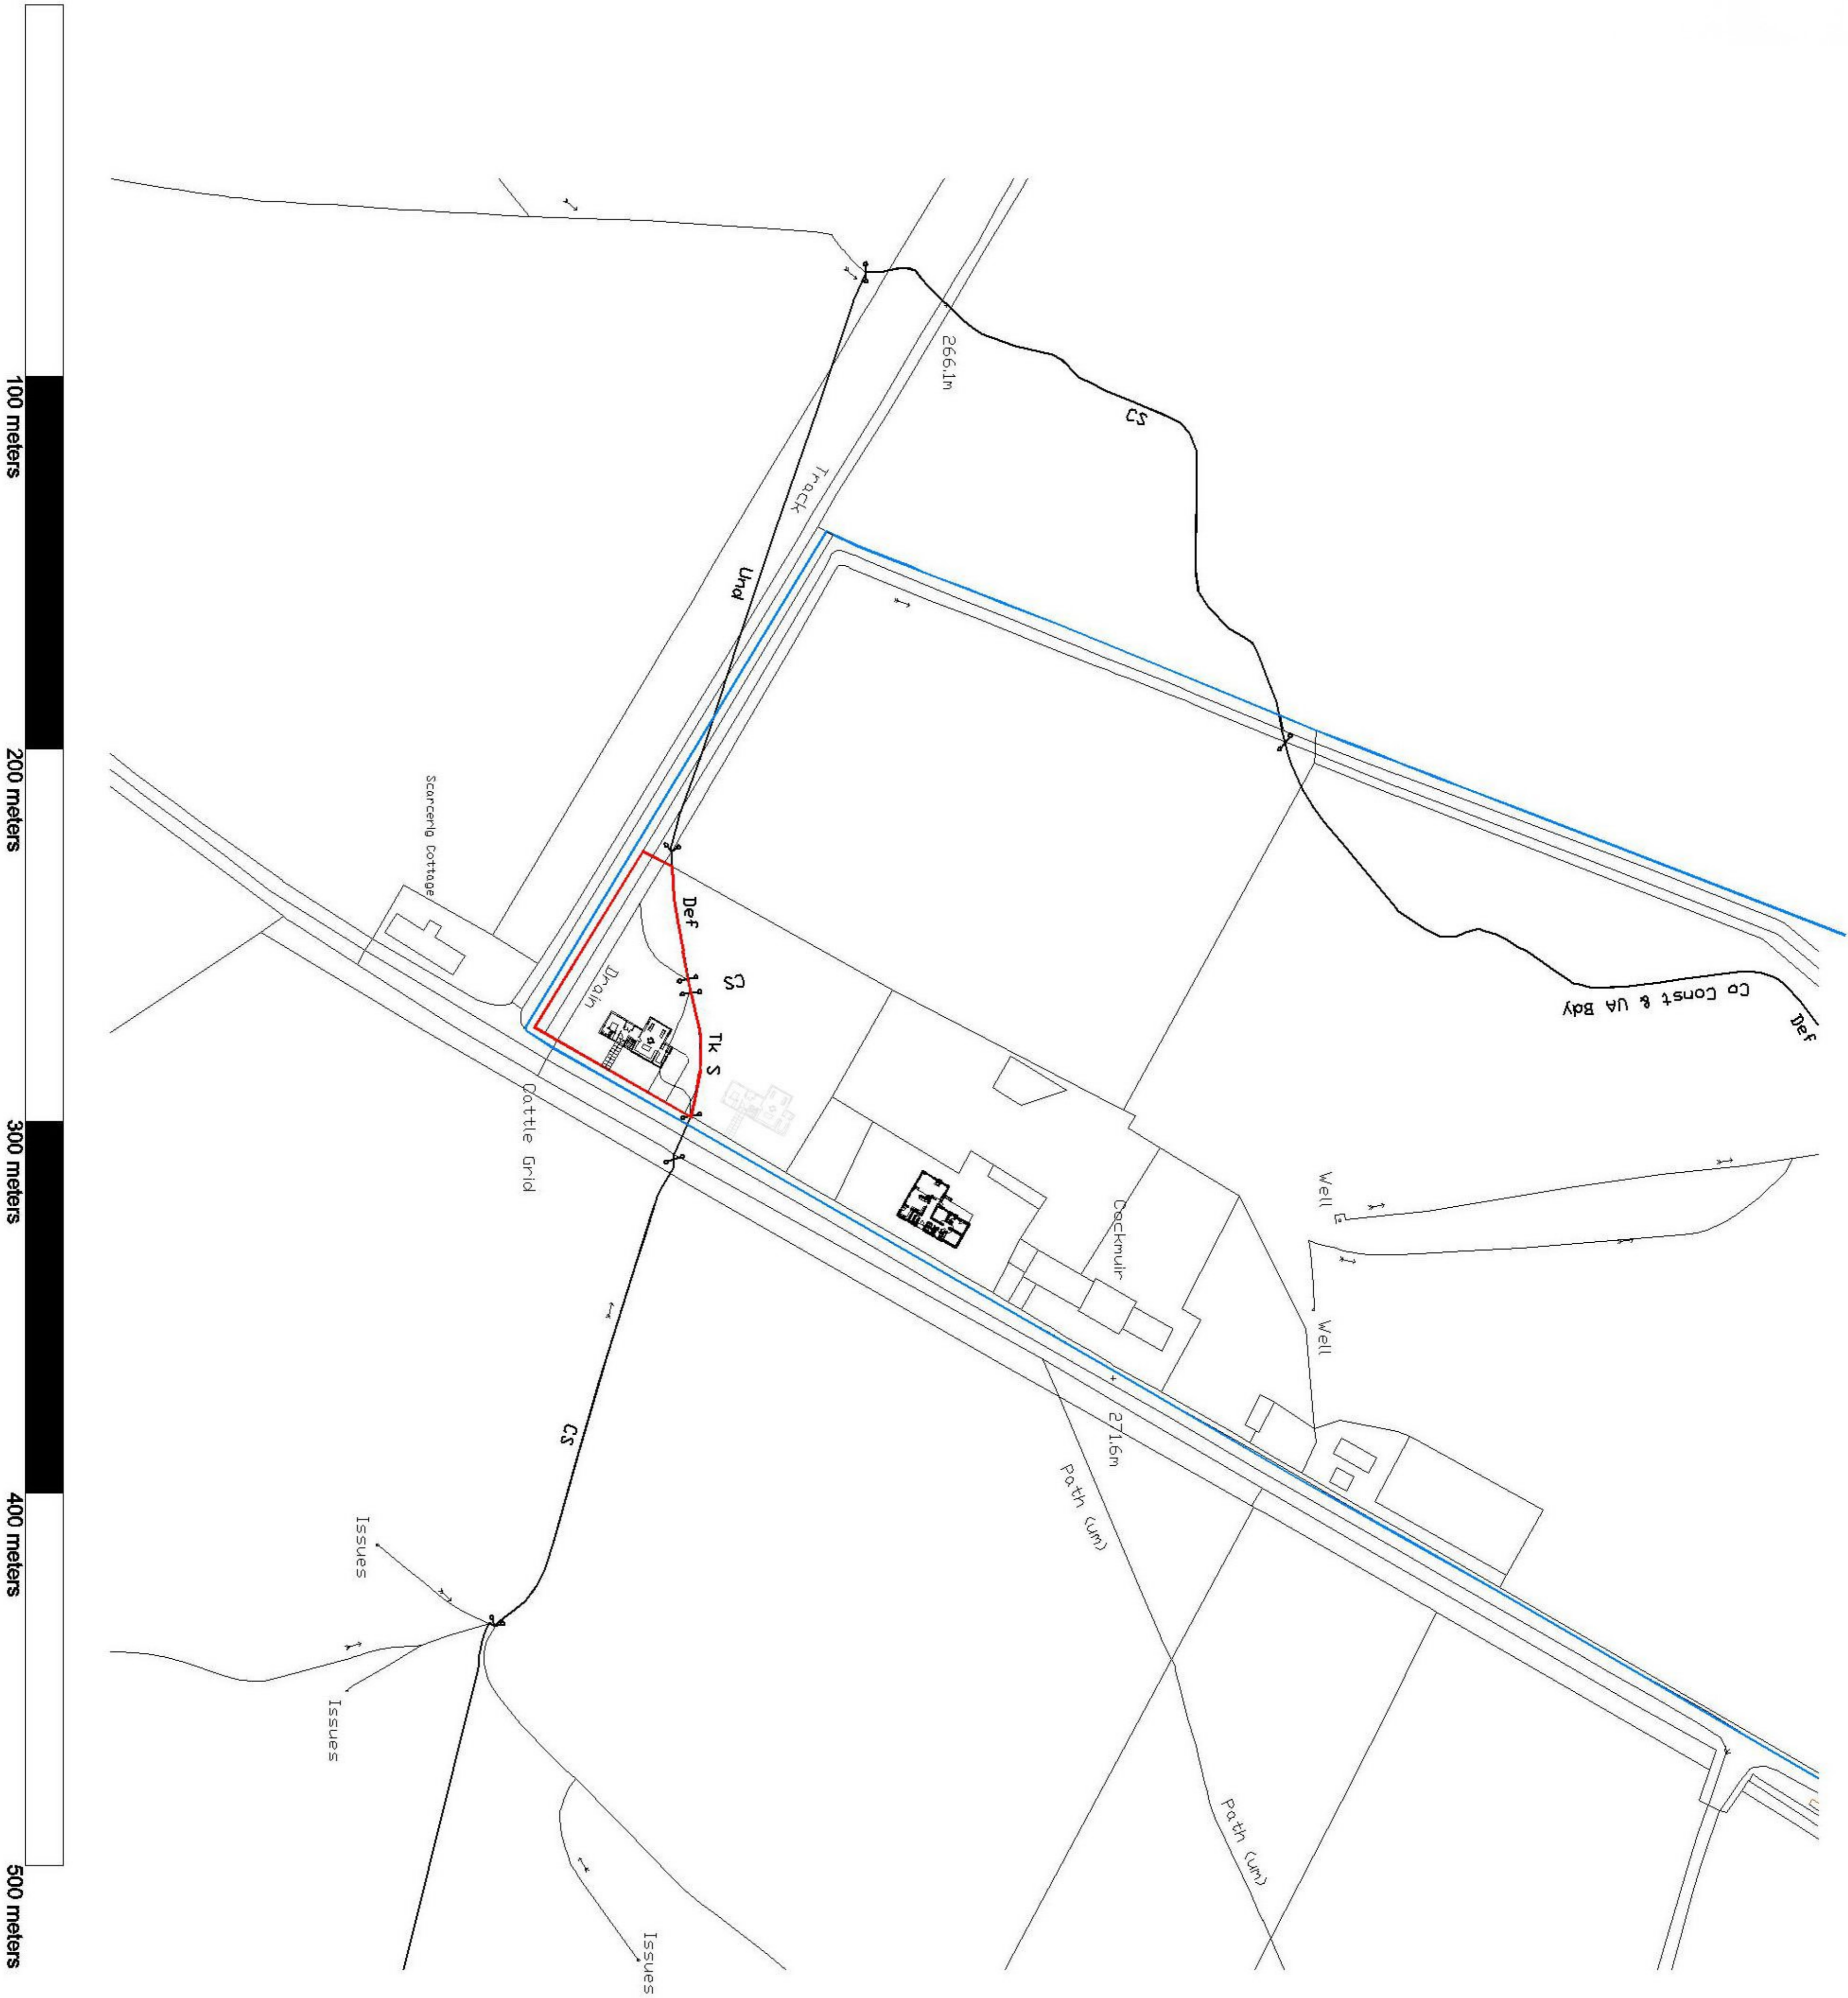 100 meters
200 meters
300 meters
400 meters
500 meters
266.1m
CS
Track
Und
Scarcerig Cottage
Def
CS
Drain
Tk S
Cattle Grid
Co Const & UA Bdy
Def
Well
Cockmuir
Well
271.6m
Path (um)
CS
Issues
Issues
Path (um)
Issues